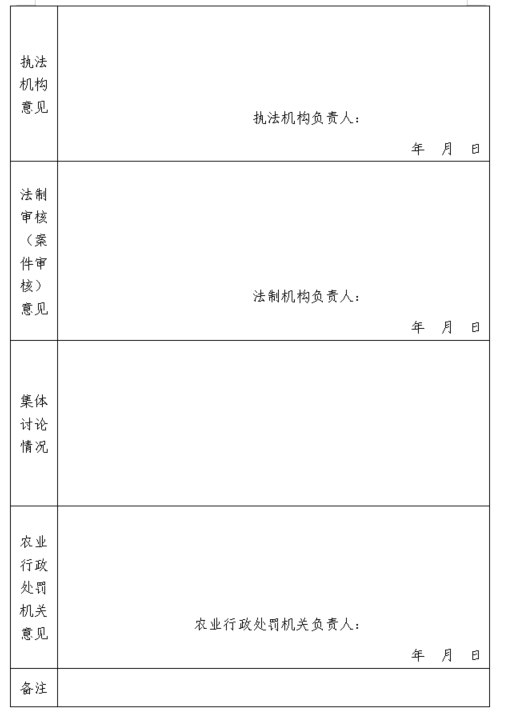 执法
机构
意见
执法机构负责人：
年 月 日
法制
审核
（案
件审
核）
意见
法制机构负责人：
年 月 日
集体
讨论
情况
农业
行政
处罚
机关
意见
农业行政处罚机关负责人：
年 月 日
备注